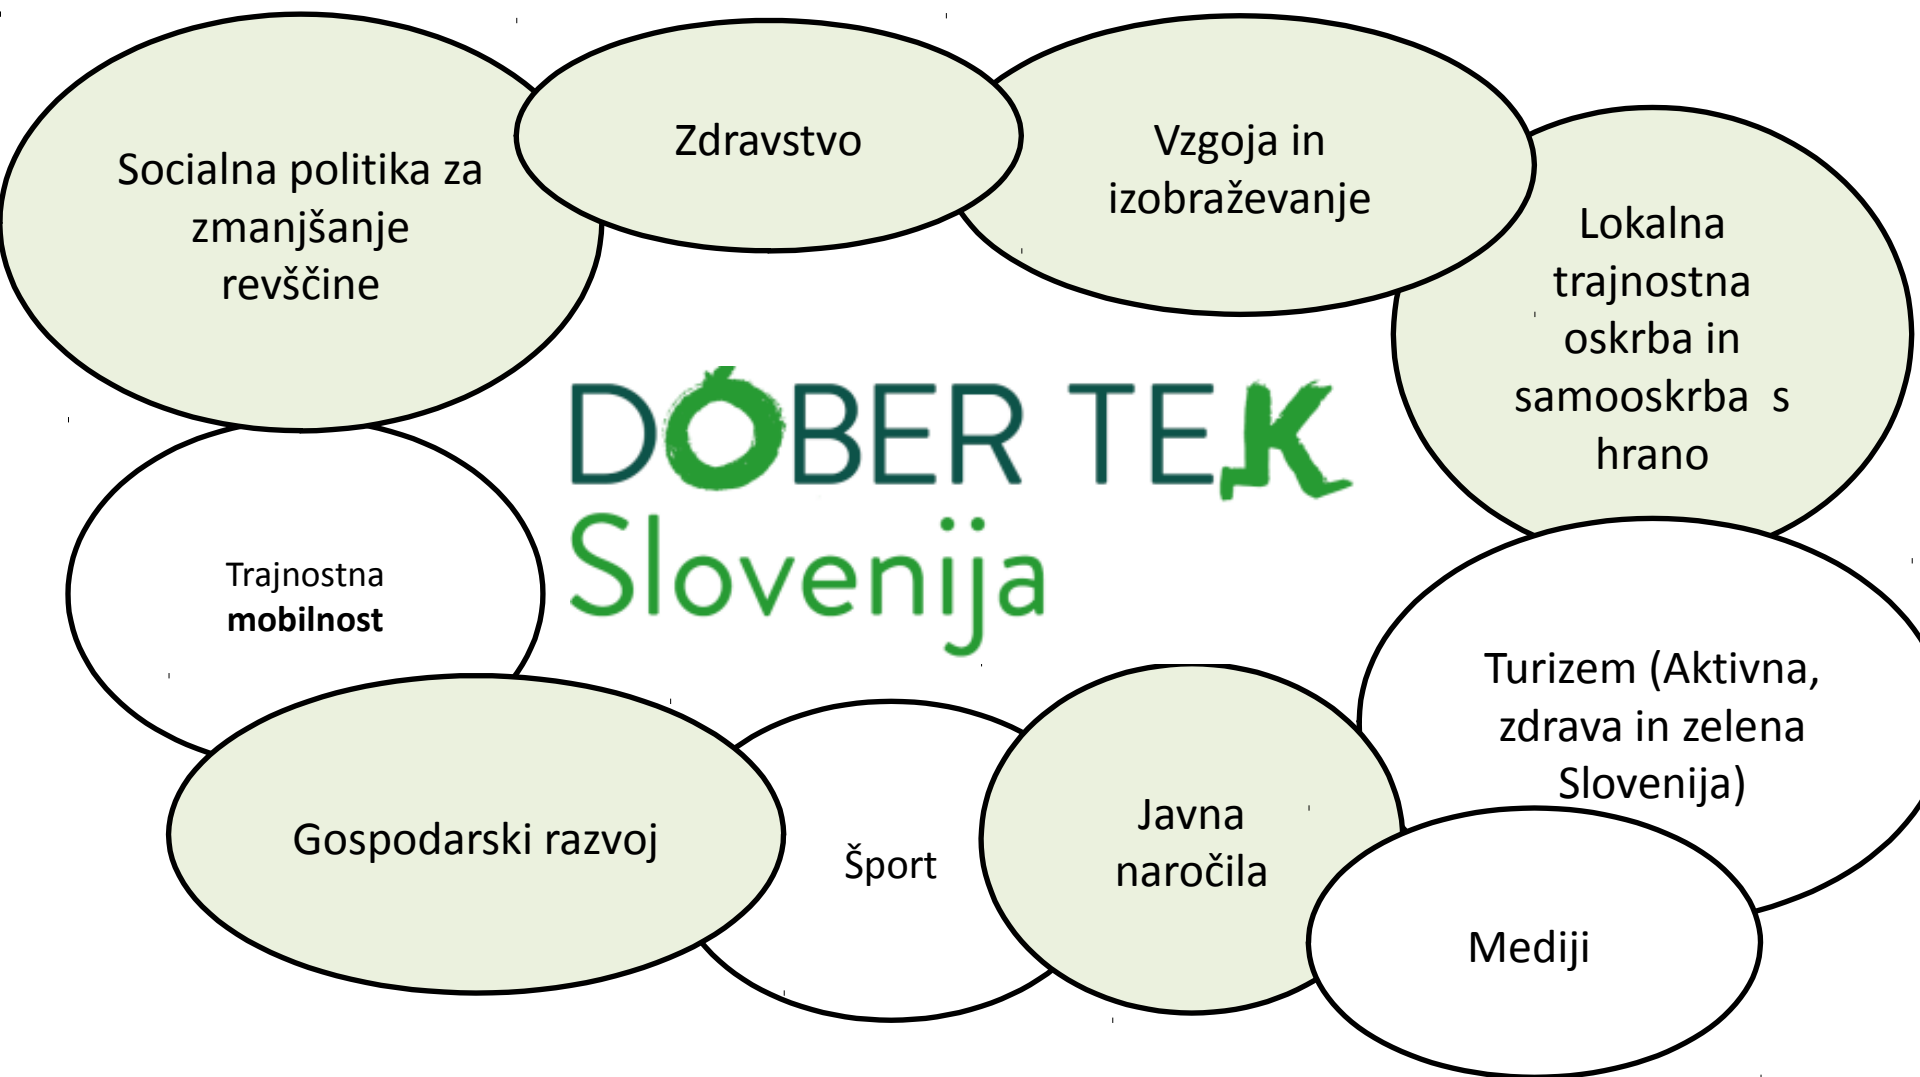 Socialna politika za
zmanjšanje
revščine
Zdravstvo
Vzgoja in
izobraževanje
Lokalna
trajnostna
oskrba in
samooskrba  s
hrano
DOBER TEK
Slovenija
Trajnostna
mobilnost
Turizem (Aktivna,
zdrava in zelena
Slovenija)
Gospodarski razvoj
Šport
Javna
naročila
Mediji